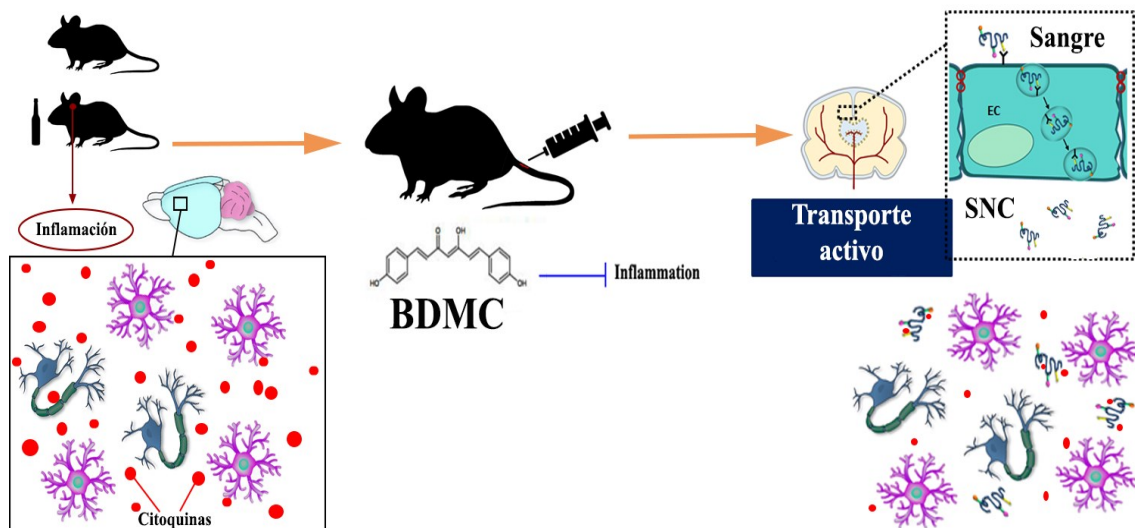 Inflamación
Citoquinas
O
OH
HO
OH
BDMC
Inflammation
Transporte
activo
Sangre
EC
SNC